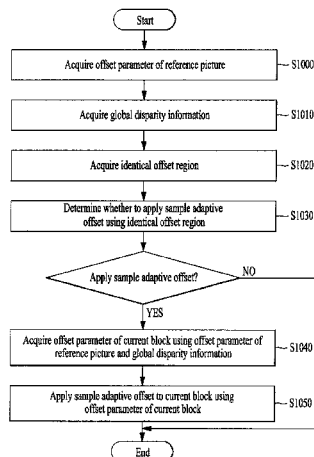 Start
Acquire offset parameter of reference picture
S1000
Acquire global disparity information
S1010
Acquire identical offset region
S1020
Determine whether to apply sample adaptive
offset using identical offset region
S1030
Apply sample adaptive offset?
NO
YES
Acquire offset parameter of current block using offset parameter of
reference picture and global disparity information
S1040
Apply sample adaptive offset to current block using
offset parameter of current block
S1050
End